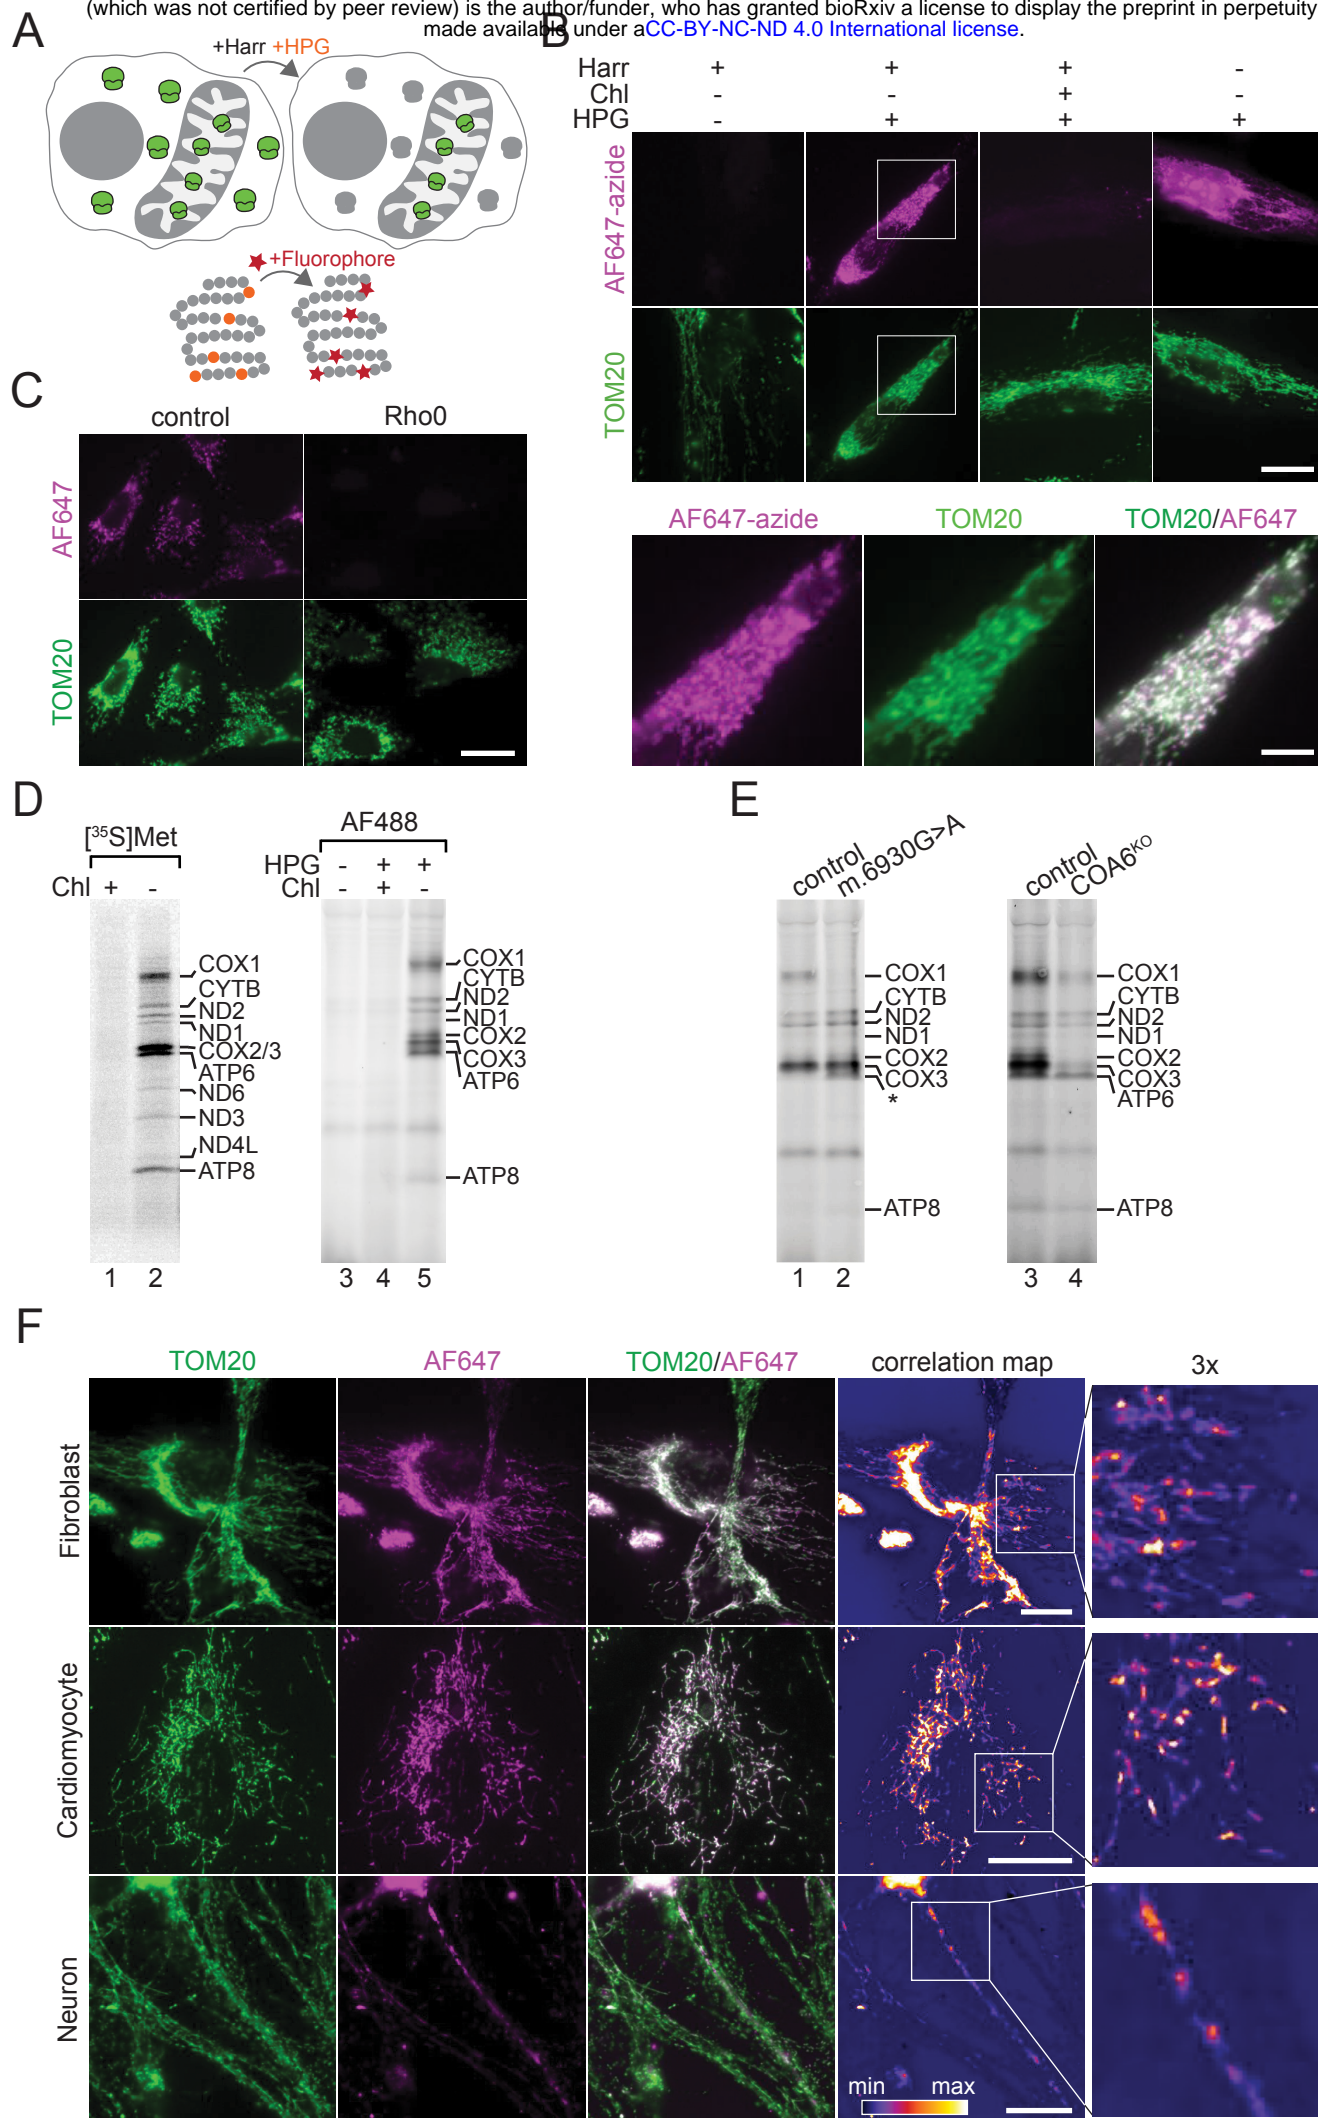 (which was not certified by peer review) is the author/funder, who has granted bioRxiv a license to display the preprint in perpetuity
made available under aCC-BY-NC-ND 4.0 International license.
A
+Harr +HPG
+Fluorophore
B
Harr + + + -
Chl - - + -
HPG - + + +
AF647-azide
TOM20
AF647-azide TOM20 TOM20/AF647
C
control Rho0
AF647
TOM20
D
[35S]Met
Chl + -
COX1
CYTB
ND2
ND1
COX2/3
ATP6
ND6
ND3
ND4L
ATP8
1 2
AF488
HPG - + +
Chl - + -
COX1
CYTB
ND2
ND1
COX2
COX3
ATP6
ATP8
3 4 5
E
control m.6930G>A
COX1
CYTB
ND2
ND1
COX2
COX3
*
ATP8
1 2
control COA6KO
COX1
CYTB
ND2
ND1
COX2
COX3
ATP6
ATP8
3 4
F
TOM20 AF647 TOM20/AF647 correlation map 3x
Fibroblast
Cardiomyocyte
Neuron
min max